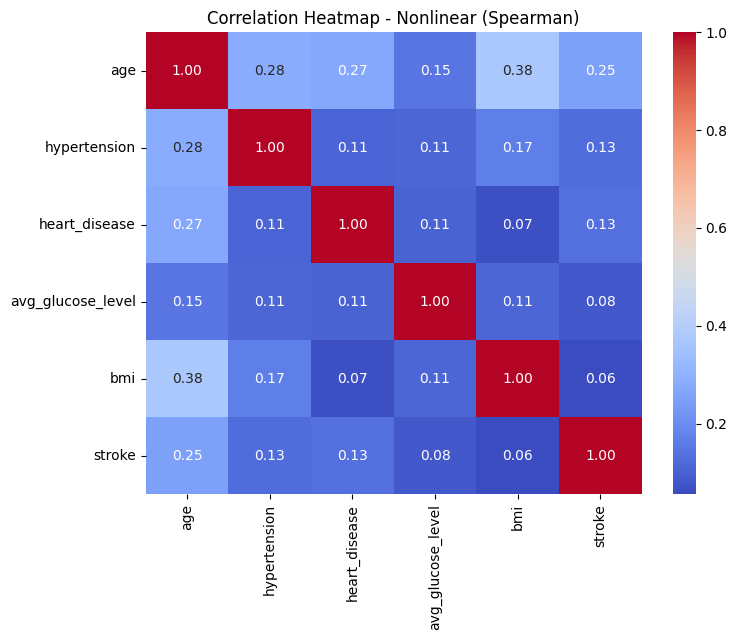 Correlation Heatmap - Nonlinear (Spearman)
age 1.00 0.28 0.27 0.15 0.38 0.25
hypertension 0.28 1.00 0.11 0.11 0.17 0.13
heart_disease 0.27 0.11 1.00 0.11 0.07 0.13
avg_glucose_level 0.15 0.11 0.11 1.00 0.11 0.08
bmi 0.38 0.17 0.07 0.11 1.00 0.06
stroke 0.25 0.13 0.13 0.08 0.06 1.00
age
hypertension
heart_disease
avg_glucose_level
bmi
stroke
1.0
0.8
0.6
0.4
0.2